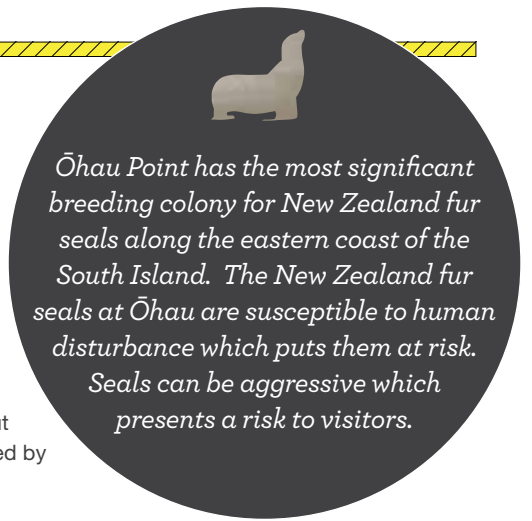 Ōhau Point has the most significant
breeding colony for New Zealand fur
seals along the eastern coast of the
South Island. The New Zealand fur
seals at Ōhau are susceptible to human
disturbance which puts them at risk.
Seals can be aggressive which
presents a risk to visitors.
ed by